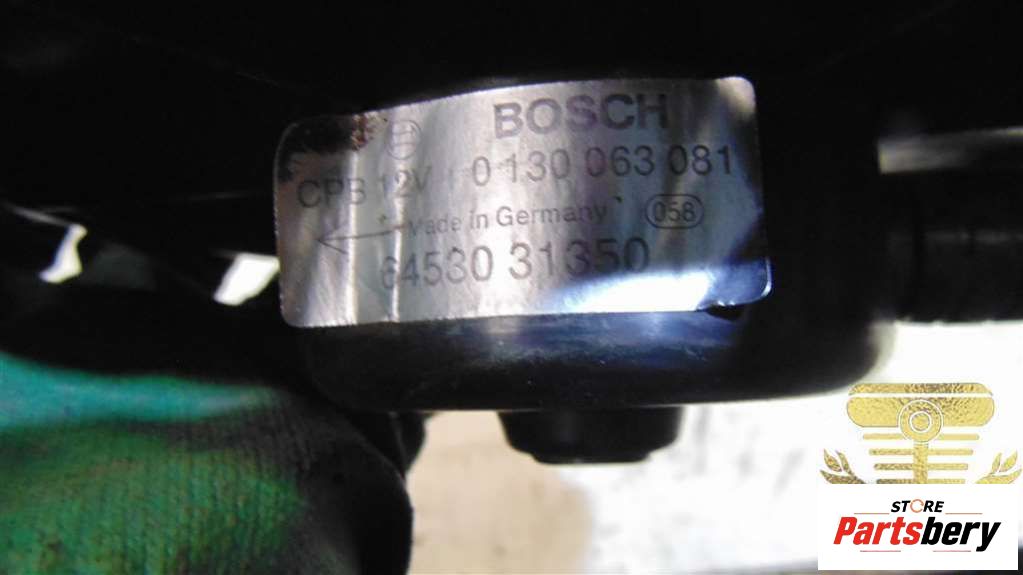 BOSCH
CPB 12V 0 130 063 081
Made in Germany 058
64530 31350
STORE
Partsbery